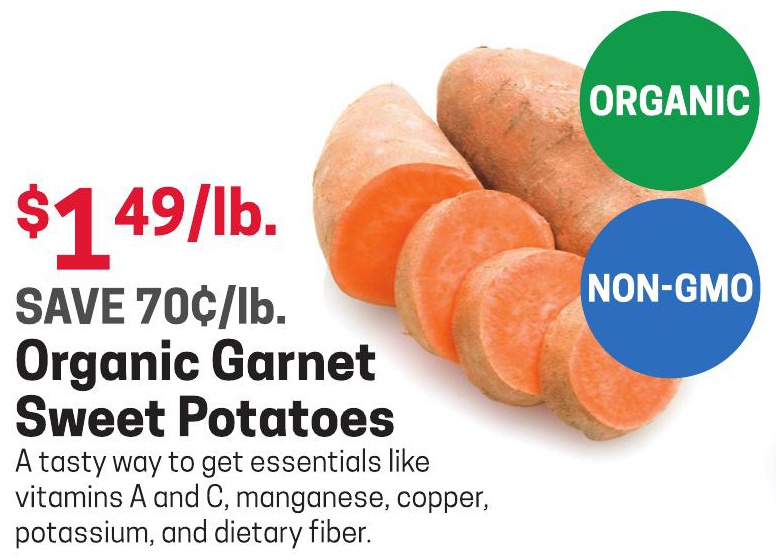 ORGANIC
$1 49/lb.
NON-GMO
SAVE 70¢/lb.
Organic Garnet
Sweet Potatoes
A tasty way to get essentials like
vitamins A and C, manganese, copper,
potassium, and dietary fiber.